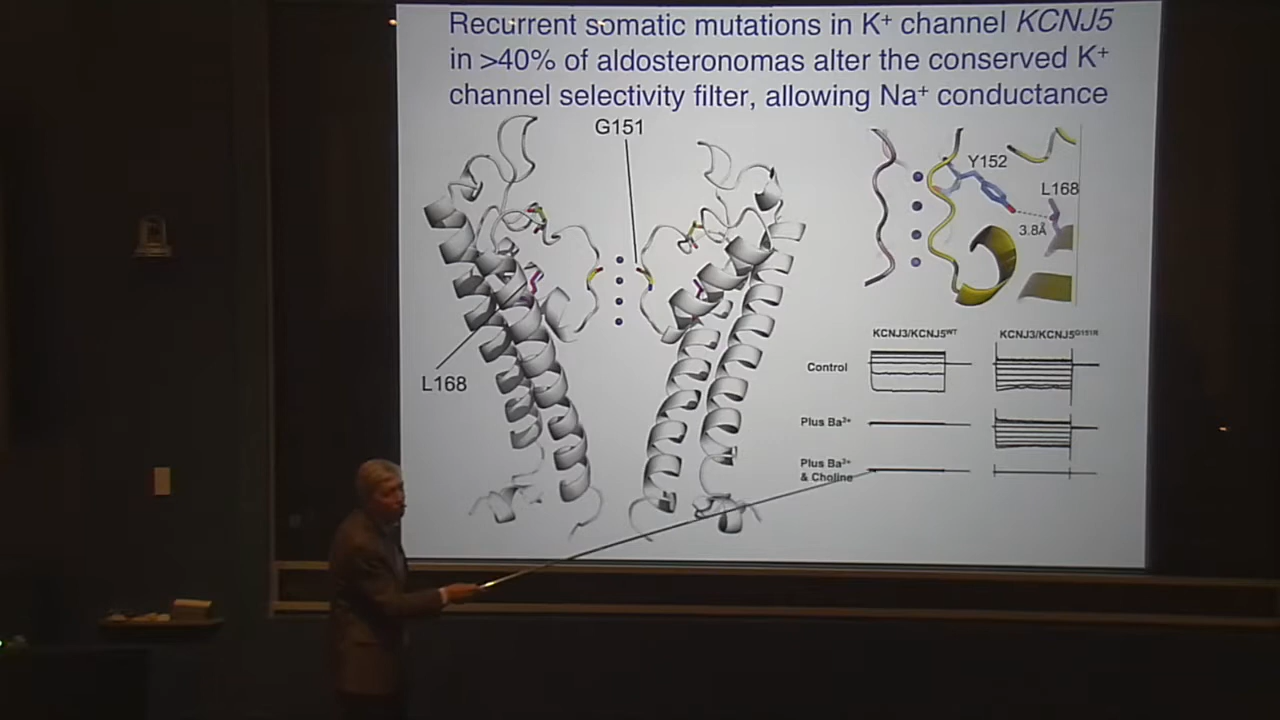 Recurrent somatic mutations in K⁺ channel KCNJ5
in >40% of aldosteronomas alter the conserved K⁺
channel selectivity filter, allowing Na⁺ conductance
G151
L168
Y152
L168
3.8Å
KCNJ3/KCNJ5ᵂᵀ KCNJ3/KCNJ5ᴳ¹⁵¹ᴿ
Control
Plus Ba²⁺
Plus Ba²⁺
& Choline